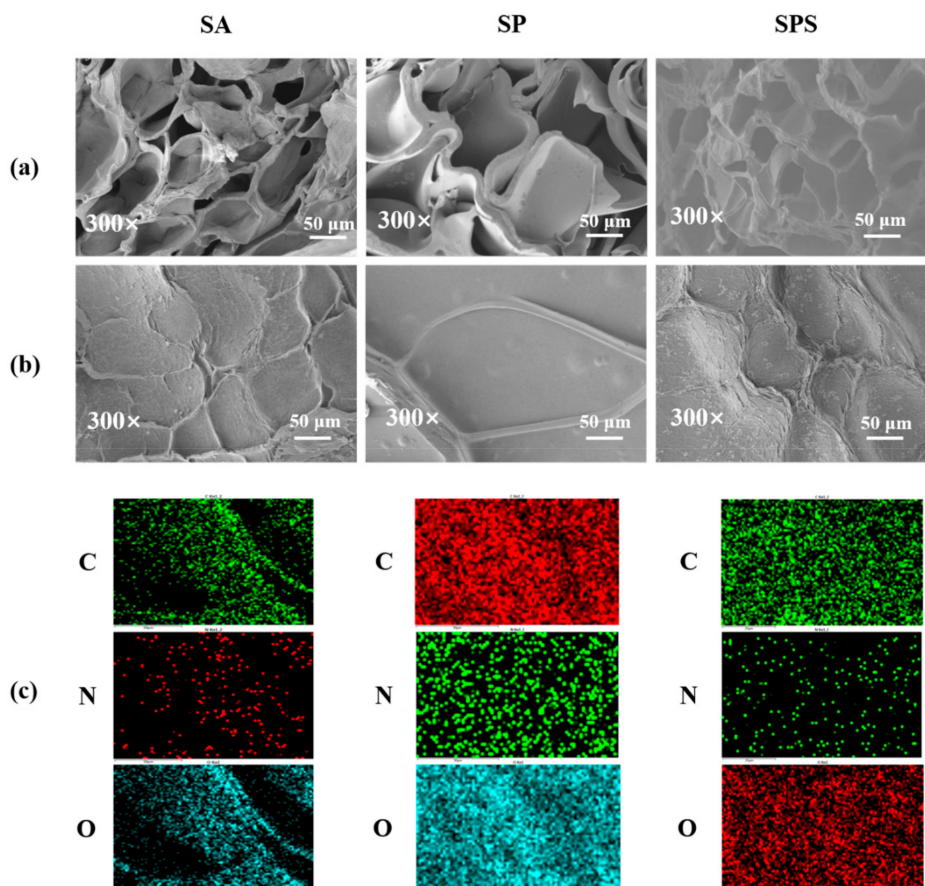 SA SP SPS
(a)
300× 50 μm 300× 50 μm 300× 50 μm
(b)
300× 50 μm 300× 50 μm 300× 50 μm
(c)
C C C
N N N
O O O